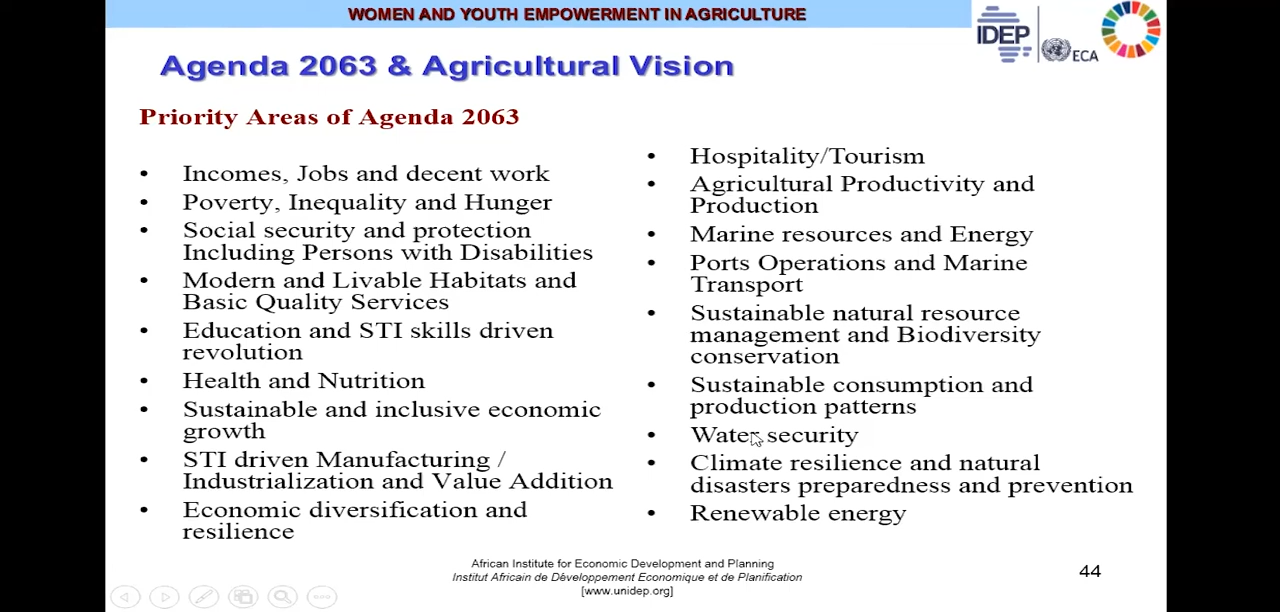 WOMEN AND YOUTH EMPOWERMENT IN AGRICULTURE
IDEP
ECA
Agenda 2063 & Agricultural Vision
Priority Areas of Agenda 2063
• Incomes, Jobs and decent work
• Poverty, Inequality and Hunger
• Social security and protection
Including Persons with Disabilities
• Modern and Livable Habitats and
Basic Quality Services
• Education and STI skills driven
revolution
• Health and Nutrition
• Sustainable and inclusive economic
growth
• STI driven Manufacturing /
Industrialization and Value Addition
• Economic diversification and
resilience
• Hospitality/Tourism
• Agricultural Productivity and
Production
• Marine resources and Energy
• Ports Operations and Marine
Transport
• Sustainable natural resource
management and Biodiversity
conservation
• Sustainable consumption and
production patterns
• Water security
• Climate resilience and natural
disasters preparedness and prevention
• Renewable energy
African Institute for Economic Development and Planning
Institut Africain de Développement Economique et de Planification
[www.unidep.org]
44